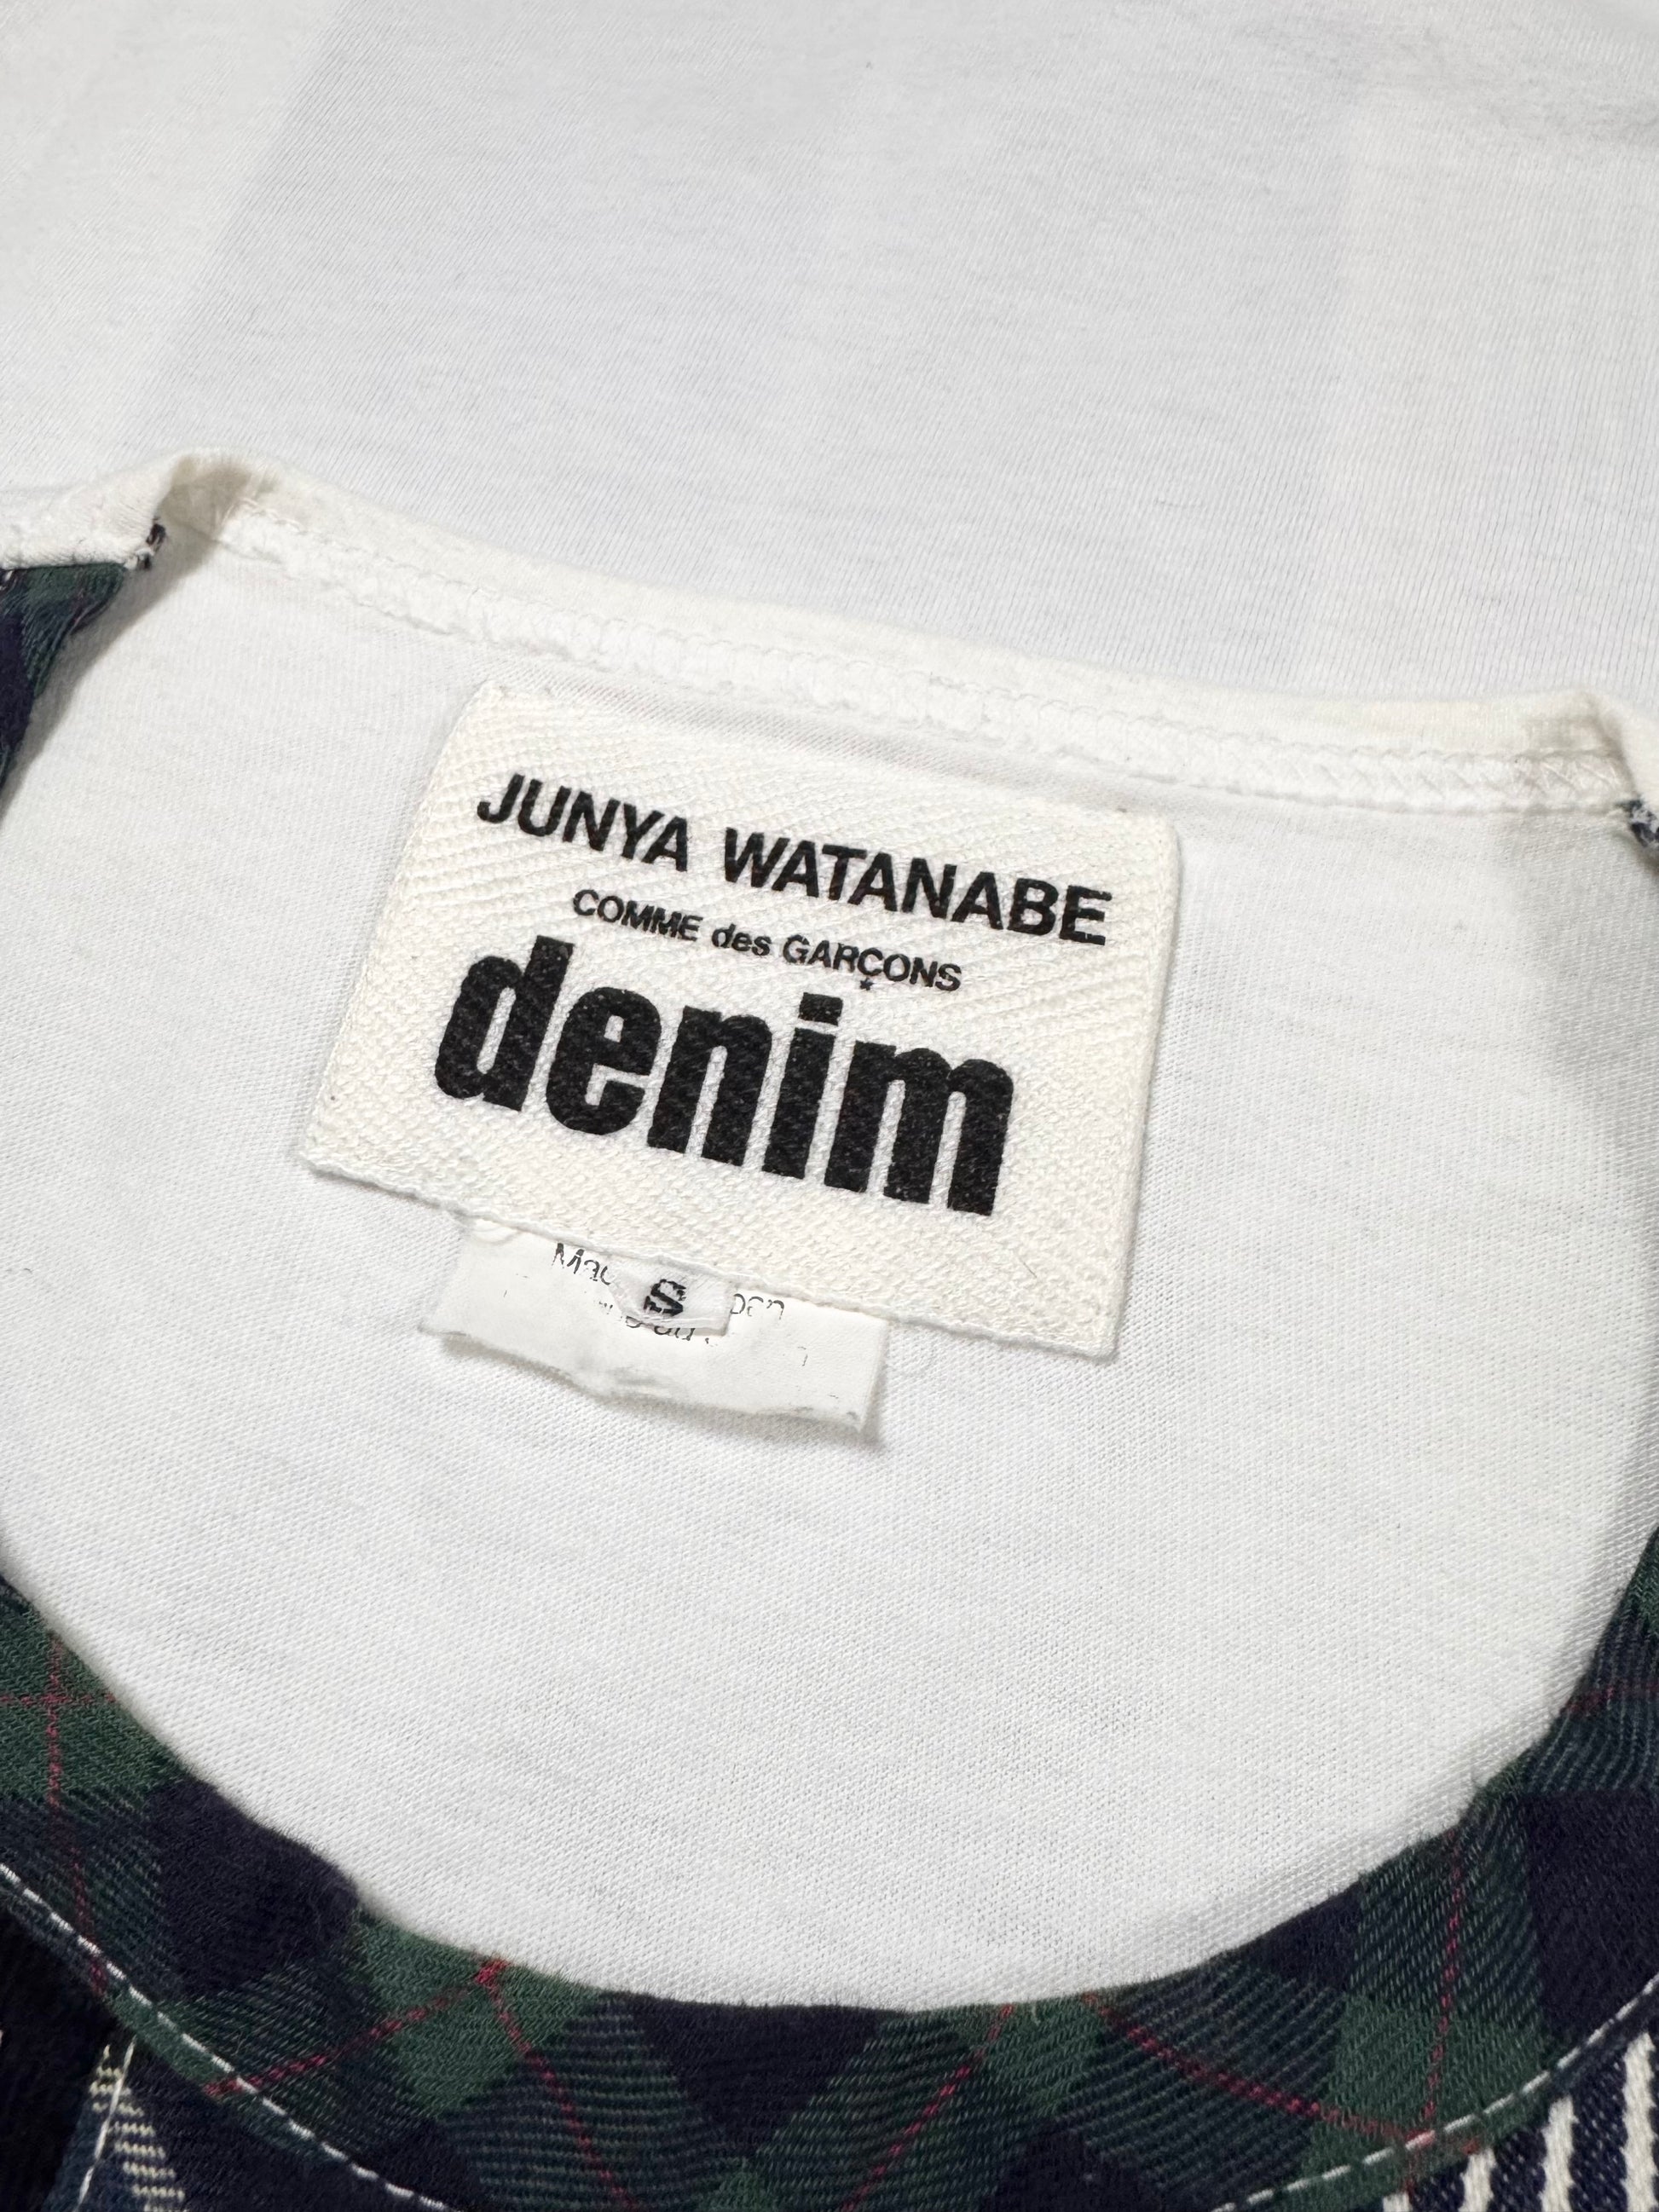 JUNYA WATANABE
COMME des GARÇONS
denim
S